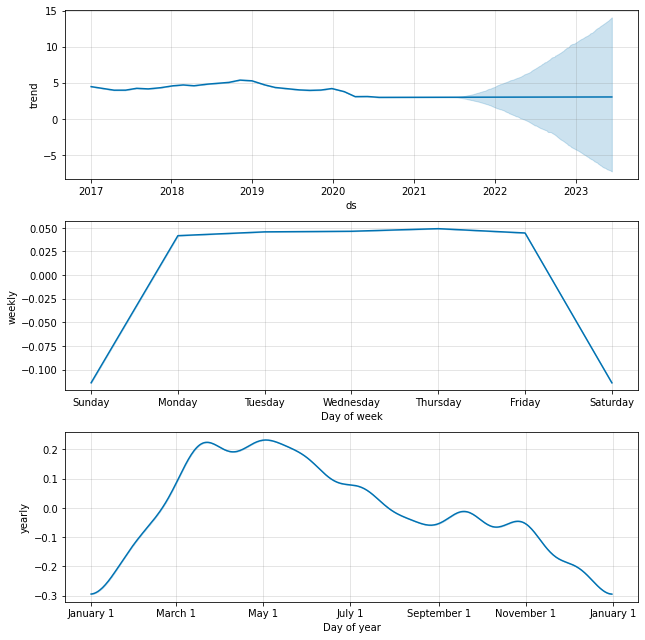 15
10
5
0
−5
trend
2017 2018 2019 2020 2021 2022 2023
ds
0.050
0.025
0.000
−0.025
−0.050
−0.075
−0.100
weekly
Sunday Monday Tuesday Wednesday Thursday Friday Saturday
Day of week
0.2
0.1
0.0
−0.1
−0.2
−0.3
yearly
January 1 March 1 May 1 July 1 September 1 November 1 January 1
Day of year